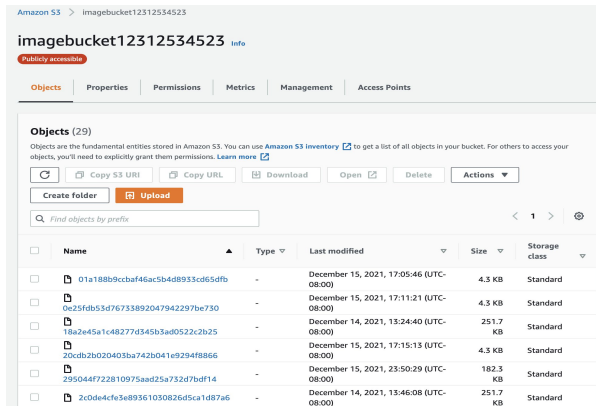 Amazon S3 > imagebucket12312534523
imagebucket12312534523 Info
Publicly accessible
Objects Properties Permissions Metrics Management Access Points
Objects (29)
Objects are the fundamental entities stored in Amazon S3. You can use Amazon S3 inventory to get a list of all objects in your bucket. For others to access your
objects, you'll need to explicitly grant them permissions. Learn more
Copy S3 URI Copy URL Download Open Delete Actions
Create folder Upload
Find objects by prefix < 1 >
Name Type Last modified Size Storage
class
01a188b9ccbaf46ac5b4d8933cd65dfb - December 15, 2021, 17:05:46 (UTC-
08:00) 4.3 KB Standard
0e25fdb53d76733892047942297be730 - December 15, 2021, 17:11:21 (UTC-
08:00) 4.3 KB Standard
18a2e45a1c48277d345b3ad0522c2b25 - December 14, 2021, 13:24:40 (UTC-
08:00) 251.7
KB Standard
20cdb2b020403ba742b041e9294f8866 - December 15, 2021, 17:15:13 (UTC-
08:00) 4.3 KB Standard
295044f722810975aad25a732d7bdf14 - December 15, 2021, 23:50:29 (UTC-
08:00) 182.3
KB Standard
2c0de4cfe3e89361030826d5ca1d87a6 - December 14, 2021, 13:46:08 (UTC-
08:00) 251.7
KB Standard